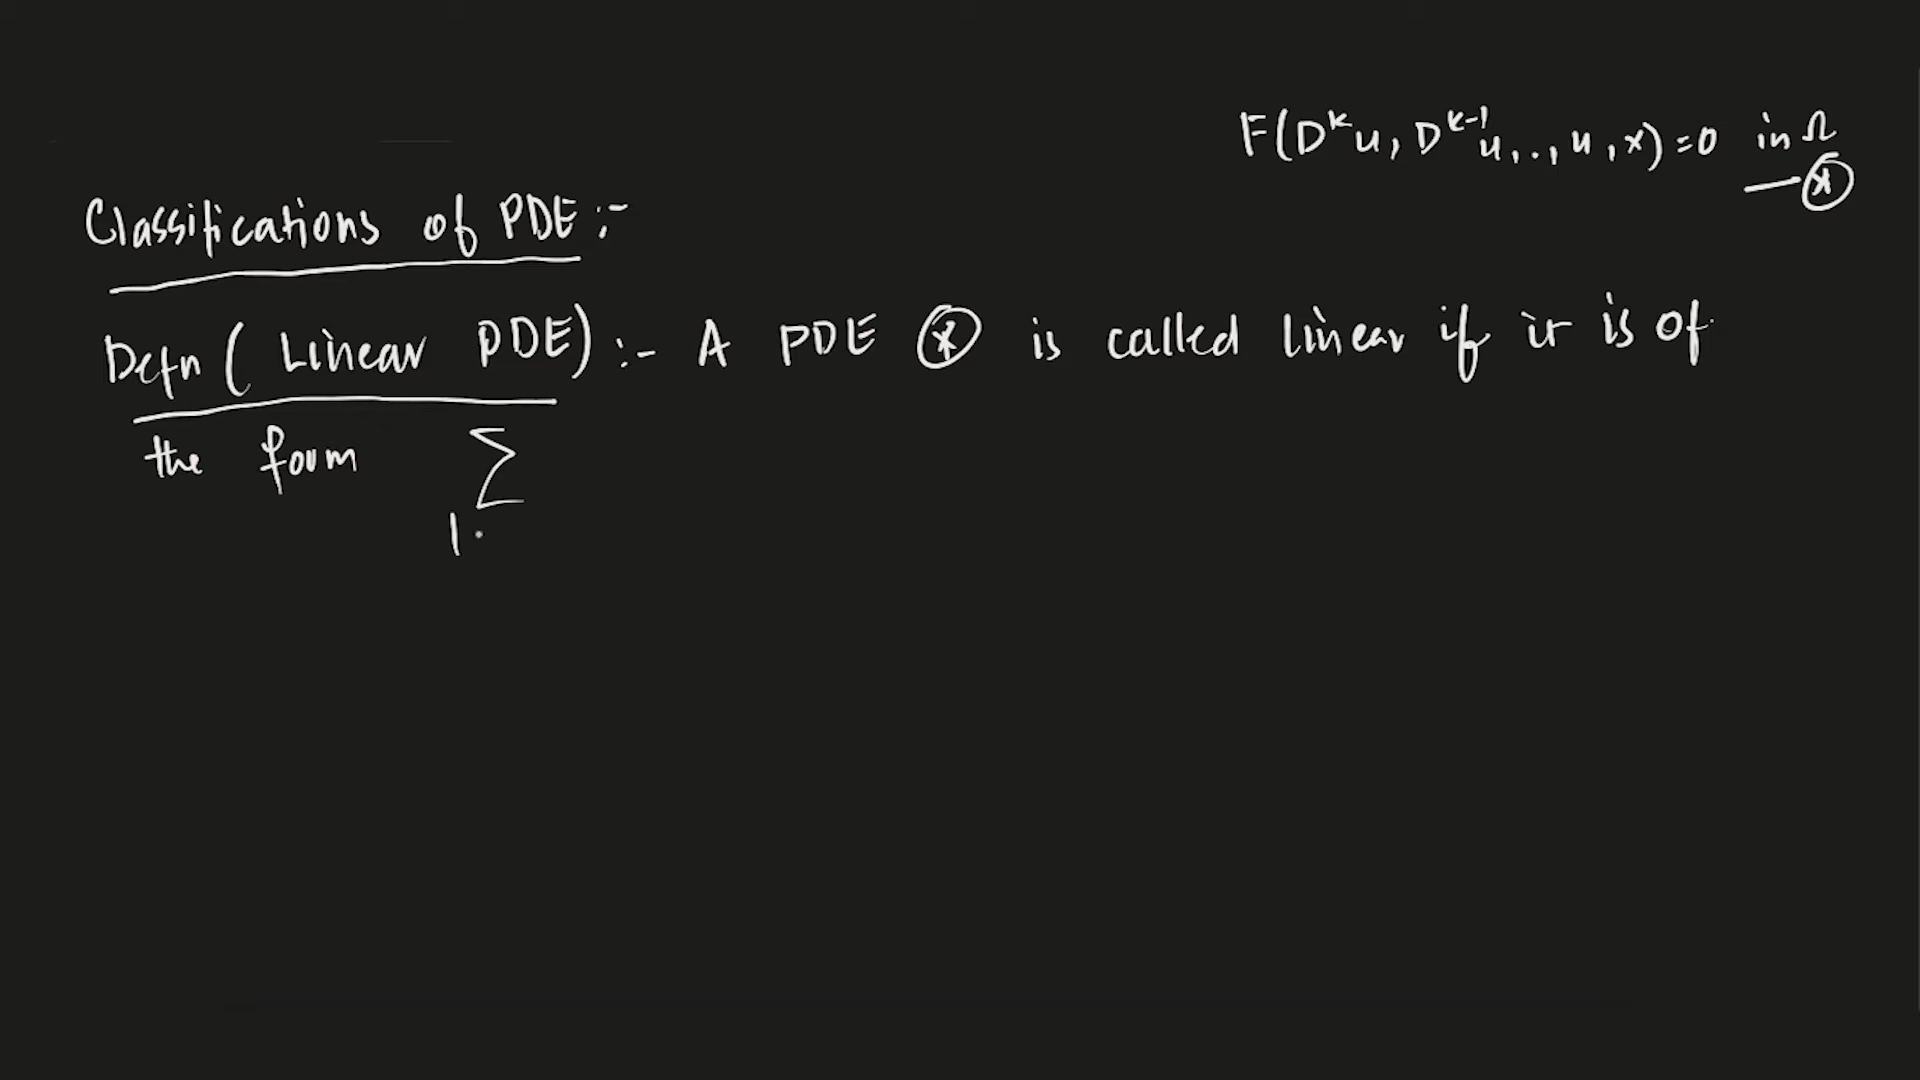 F(D^k u, D^{k-1} u, .., u, x) = 0 in Ω
— ⊛
Classifications of PDE :-
Defn ( Linear PDE) :- A PDE ⊛ is called linear if it is of
the form Σ
|.